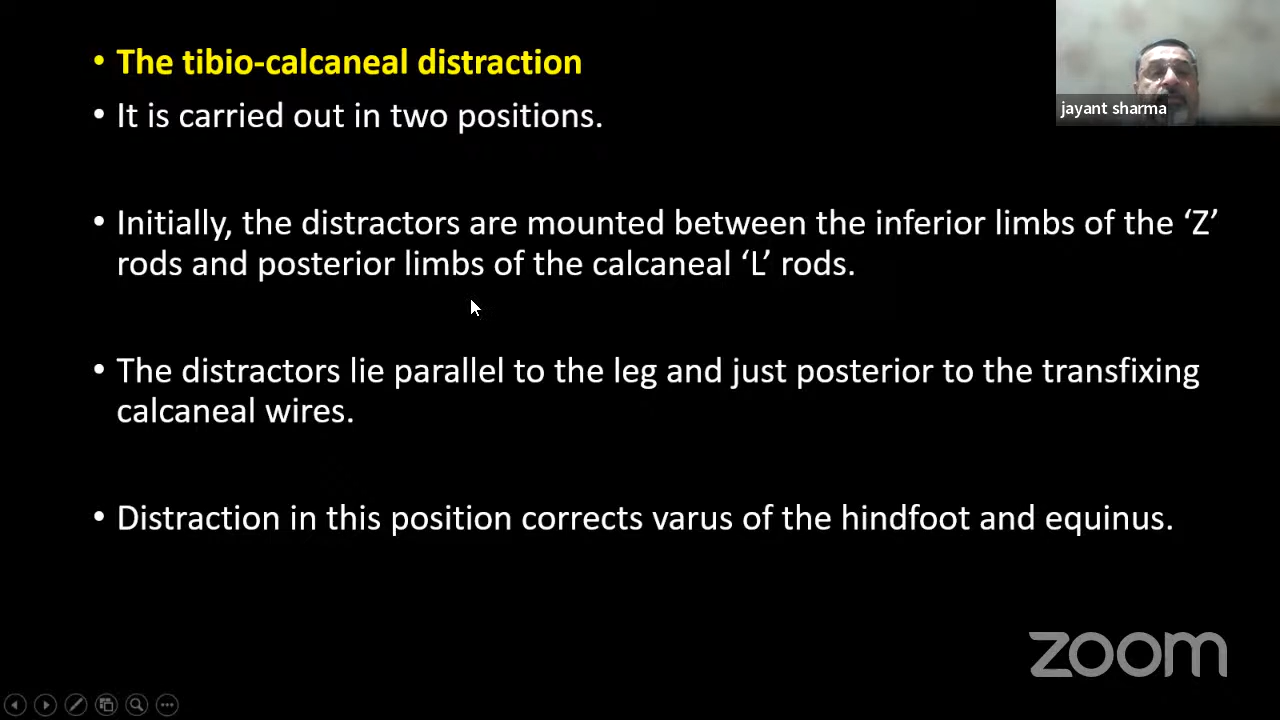 • The tibio-calcaneal distraction
• It is carried out in two positions.
• Initially, the distractors are mounted between the inferior limbs of the ‘Z’
rods and posterior limbs of the calcaneal ‘L’ rods.
• The distractors lie parallel to the leg and just posterior to the transfixing
calcaneal wires.
• Distraction in this position corrects varus of the hindfoot and equinus.
jayant sharma
zoom